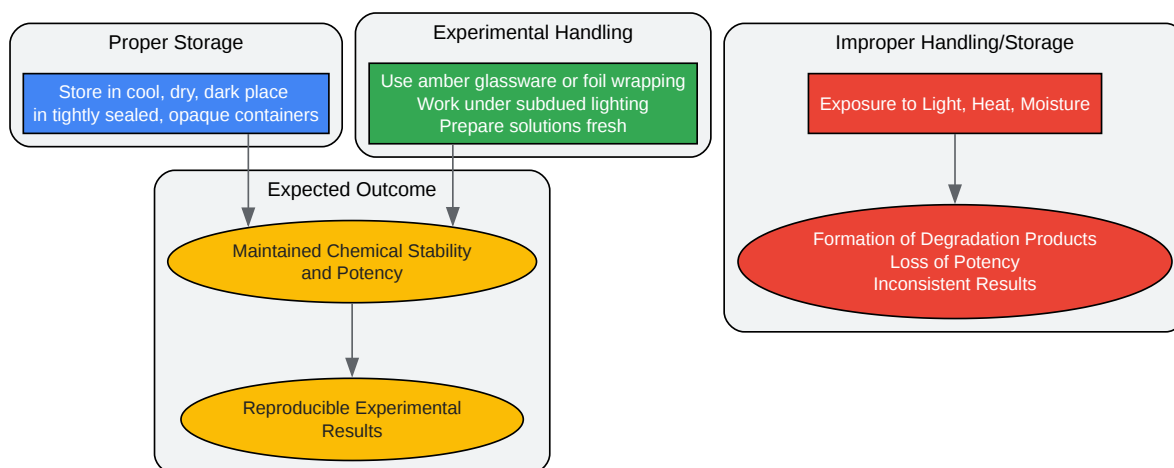 Proper Storage
Store in cool, dry, dark place
in tightly sealed, opaque containers
Experimental Handling
Use amber glassware or foil wrapping
Work under subdued lighting
Prepare solutions fresh
Expected Outcome
Maintained Chemical Stability
and Potency
Reproducible Experimental
Results
Improper Handling/Storage
Exposure to Light, Heat, Moisture
Formation of Degradation Products
Loss of Potency
Inconsistent Results